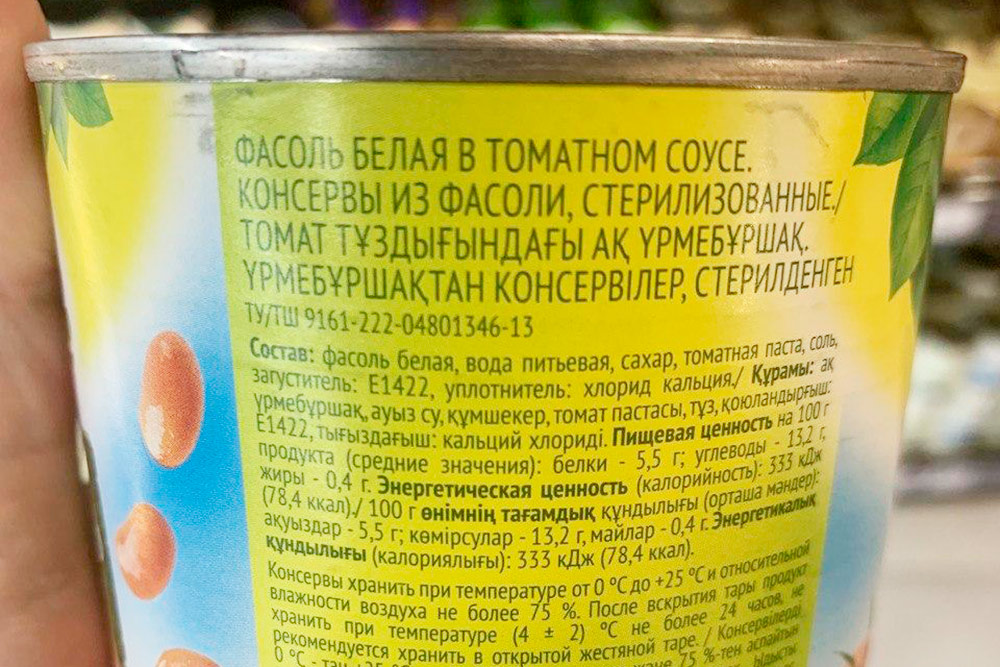 ФАСОЛЬ БЕЛАЯ В ТОМАТНОМ СОУСЕ.
КОНСЕРВЫ ИЗ ФАСОЛИ, СТЕРИЛИЗОВАННЫЕ./
ТОМАТ ТҰЗДЫҒЫНДАҒЫ АҚ ҮРМЕБҰРШАҚ.
ҮРМЕБҰРШАҚТАН КОНСЕРВІЛЕР, СТЕРИЛДЕНГЕН
ТУ/ТШ 9161-222-04801346-13
Состав: фасоль белая, вода питьевая, сахар, томатная паста, соль,
загуститель: Е1422, уплотнитель: хлорид кальция./ Құрамы: ақ
үрмебұршақ, ауыз су, құмшекер, томат пастасы, тұз, қоюландырғыш:
Е1422, тығыздағыш: кальций хлориді. Пищевая ценность на 100 г
продукта (средние значения): белки - 5,5 г; углеводы - 13,2 г,
жиры - 0,4 г. Энергетическая ценность (калорийность): 333 кДж
(78,4 ккал)./ 100 г өнімнің тағамдық құндылығы (орташа мәндер):
ақуыздар - 5,5 г; көмірсулар - 13,2 г, майлар - 0,4 г. Энергетикалық
құндылығы (калориялығы): 333 кДж (78,4 ккал).
Консервы хранить при температуре от 0 °С до +25 °С и относительной
влажности воздуха не более 75 %. После вскрытия тары продукт
хранить при температуре (4 ± 2) °С не более 24 часов, не
рекомендуется хранить в открытой жестяной таре. / Консервілерді
75 %-тен аспайтын